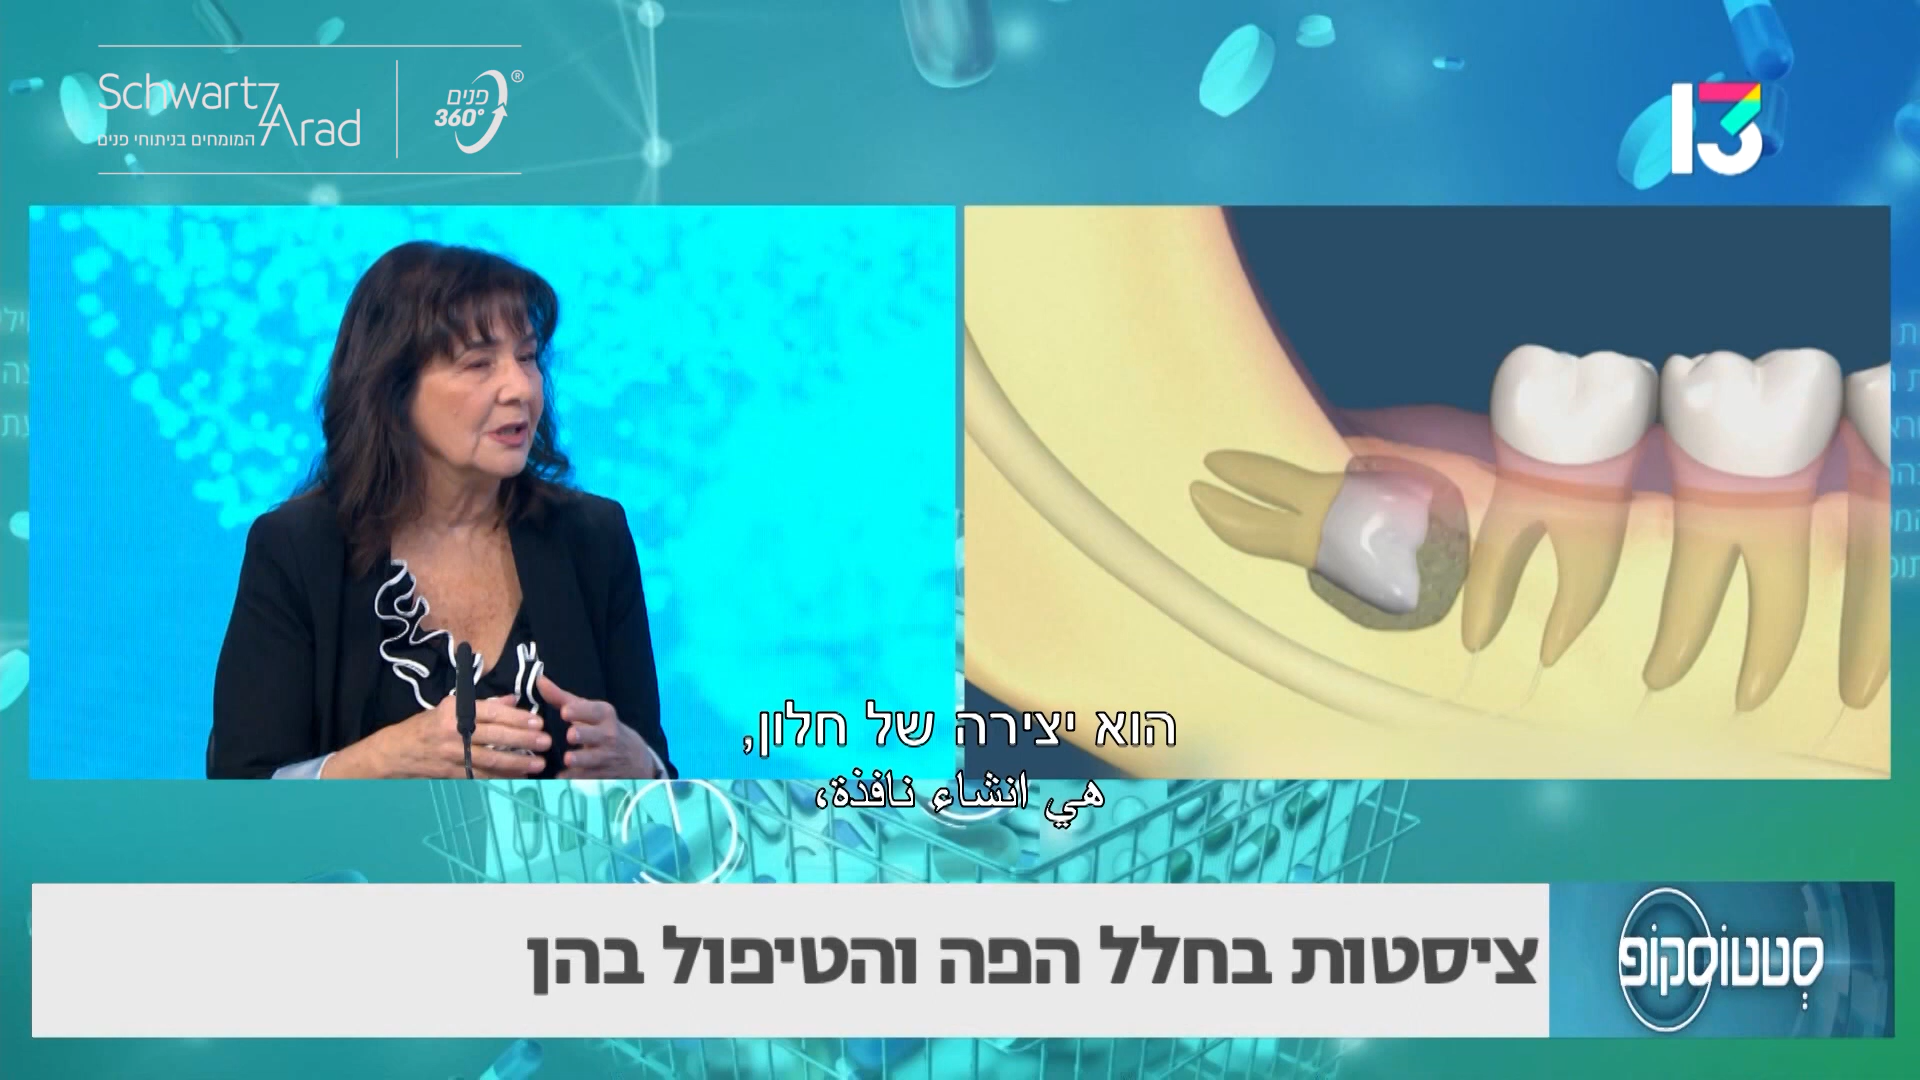 Schwartz
Arad
המומחים בניתוחי פנים
פנים
360°
®
13
הוא יצירה של חלון,
هي انشاء نافذة،
ציסטות בחלל הפה והטיפול בהן
סטטוסקופ